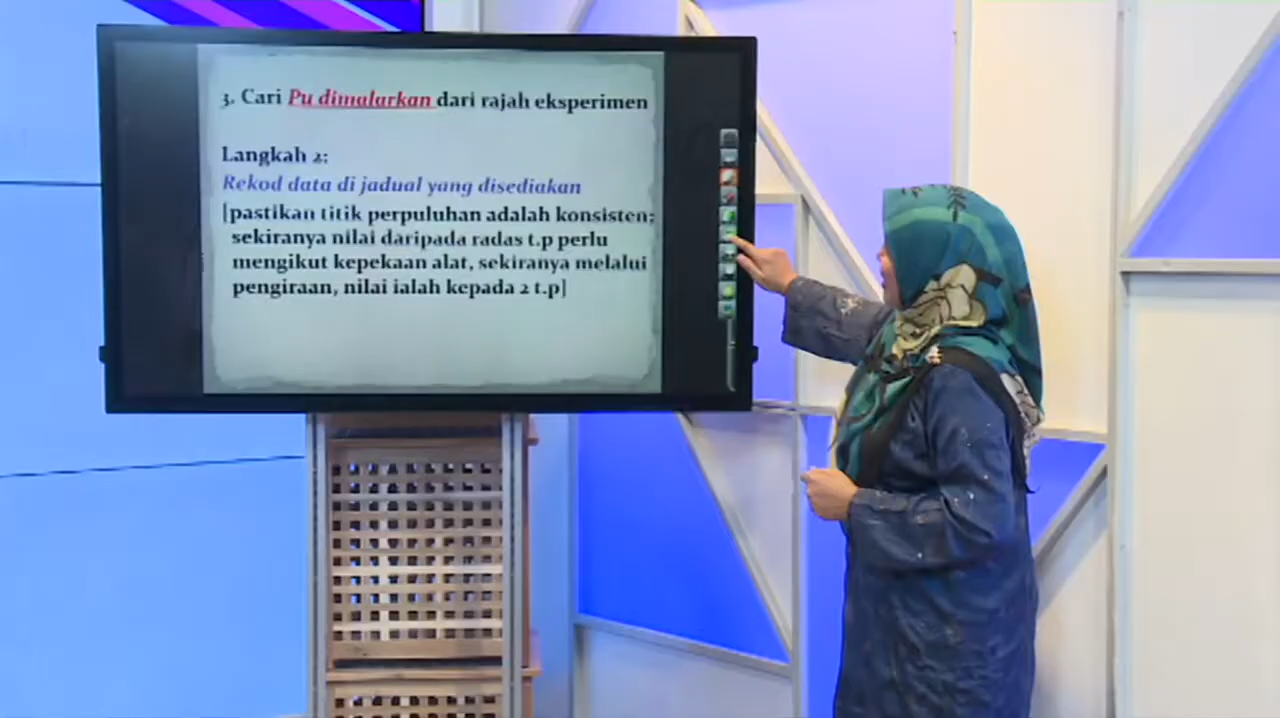 3. Cari Pu dimalarkan dari rajah eksperimen
Langkah 2:
Rekod data di jadual yang disediakan
[pastikan titik perpuluhan adalah konsisten;
sekiranya nilai daripada radas t.p perlu
mengikut kepekaan alat, sekiranya melalui
pengiraan, nilai ialah kepada 2 t.p]